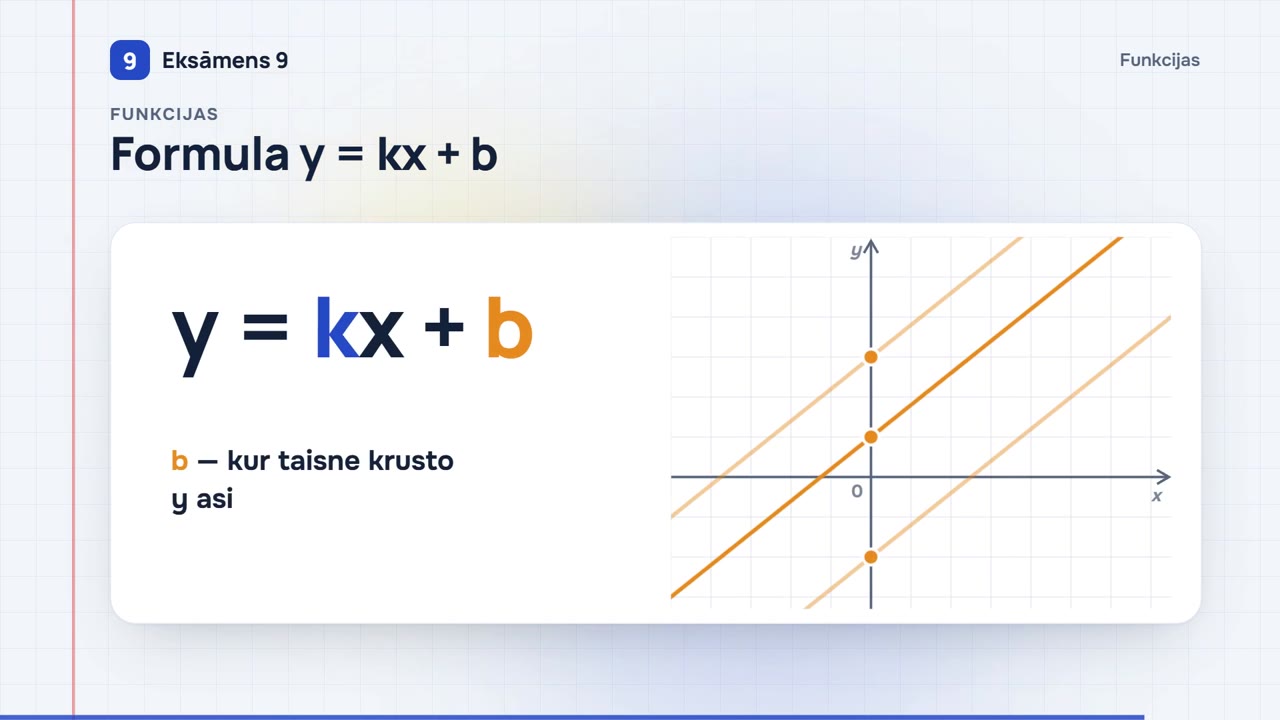 9 Eksāmens 9
Funkcijas
FUNKCIJAS
Formula y = kx + b
y = kx + b
b — kur taisne krusto
y asi
y
0
x